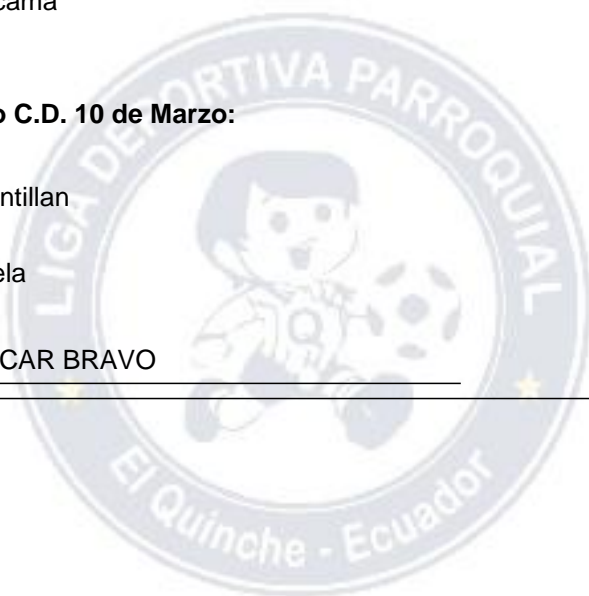 cama
o C.D. 10 de Marzo:
ntillan
ela
CAR BRAVO
LIGA DEPORTIVA PARROQUIAL
Q
El Quinche - Ecuador